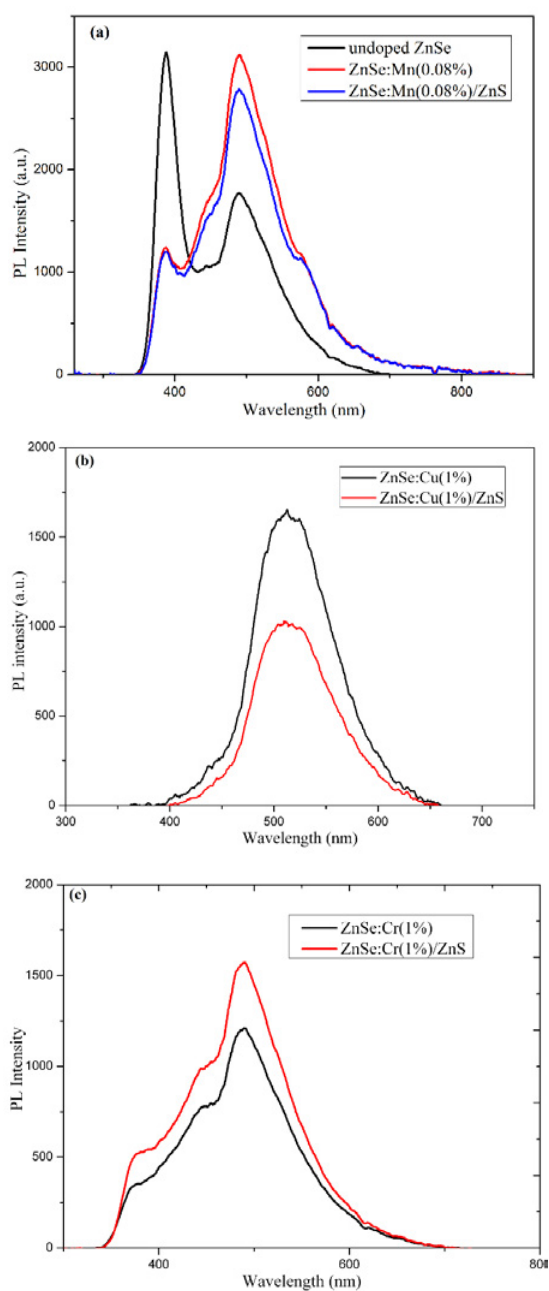 (a)
undoped ZnSe
ZnSe:Mn(0.08%)
ZnSe:Mn(0.08%)/ZnS
3000
2000
1000
0
PL Intensity (a.u.)
400 600 800
Wavelength (nm)
(b)
ZnSe:Cu(1%)
ZnSe:Cu(1%)/ZnS
2000
1500
1000
500
0
PL intensity (a.u.)
300 400 500 600 700
Wavelength (nm)
(c)
ZnSe:Cr(1%)
ZnSe:Cr(1%)/ZnS
2000
1500
1000
500
0
PL Intensity
400 500 600 800
Wavelength (nm)